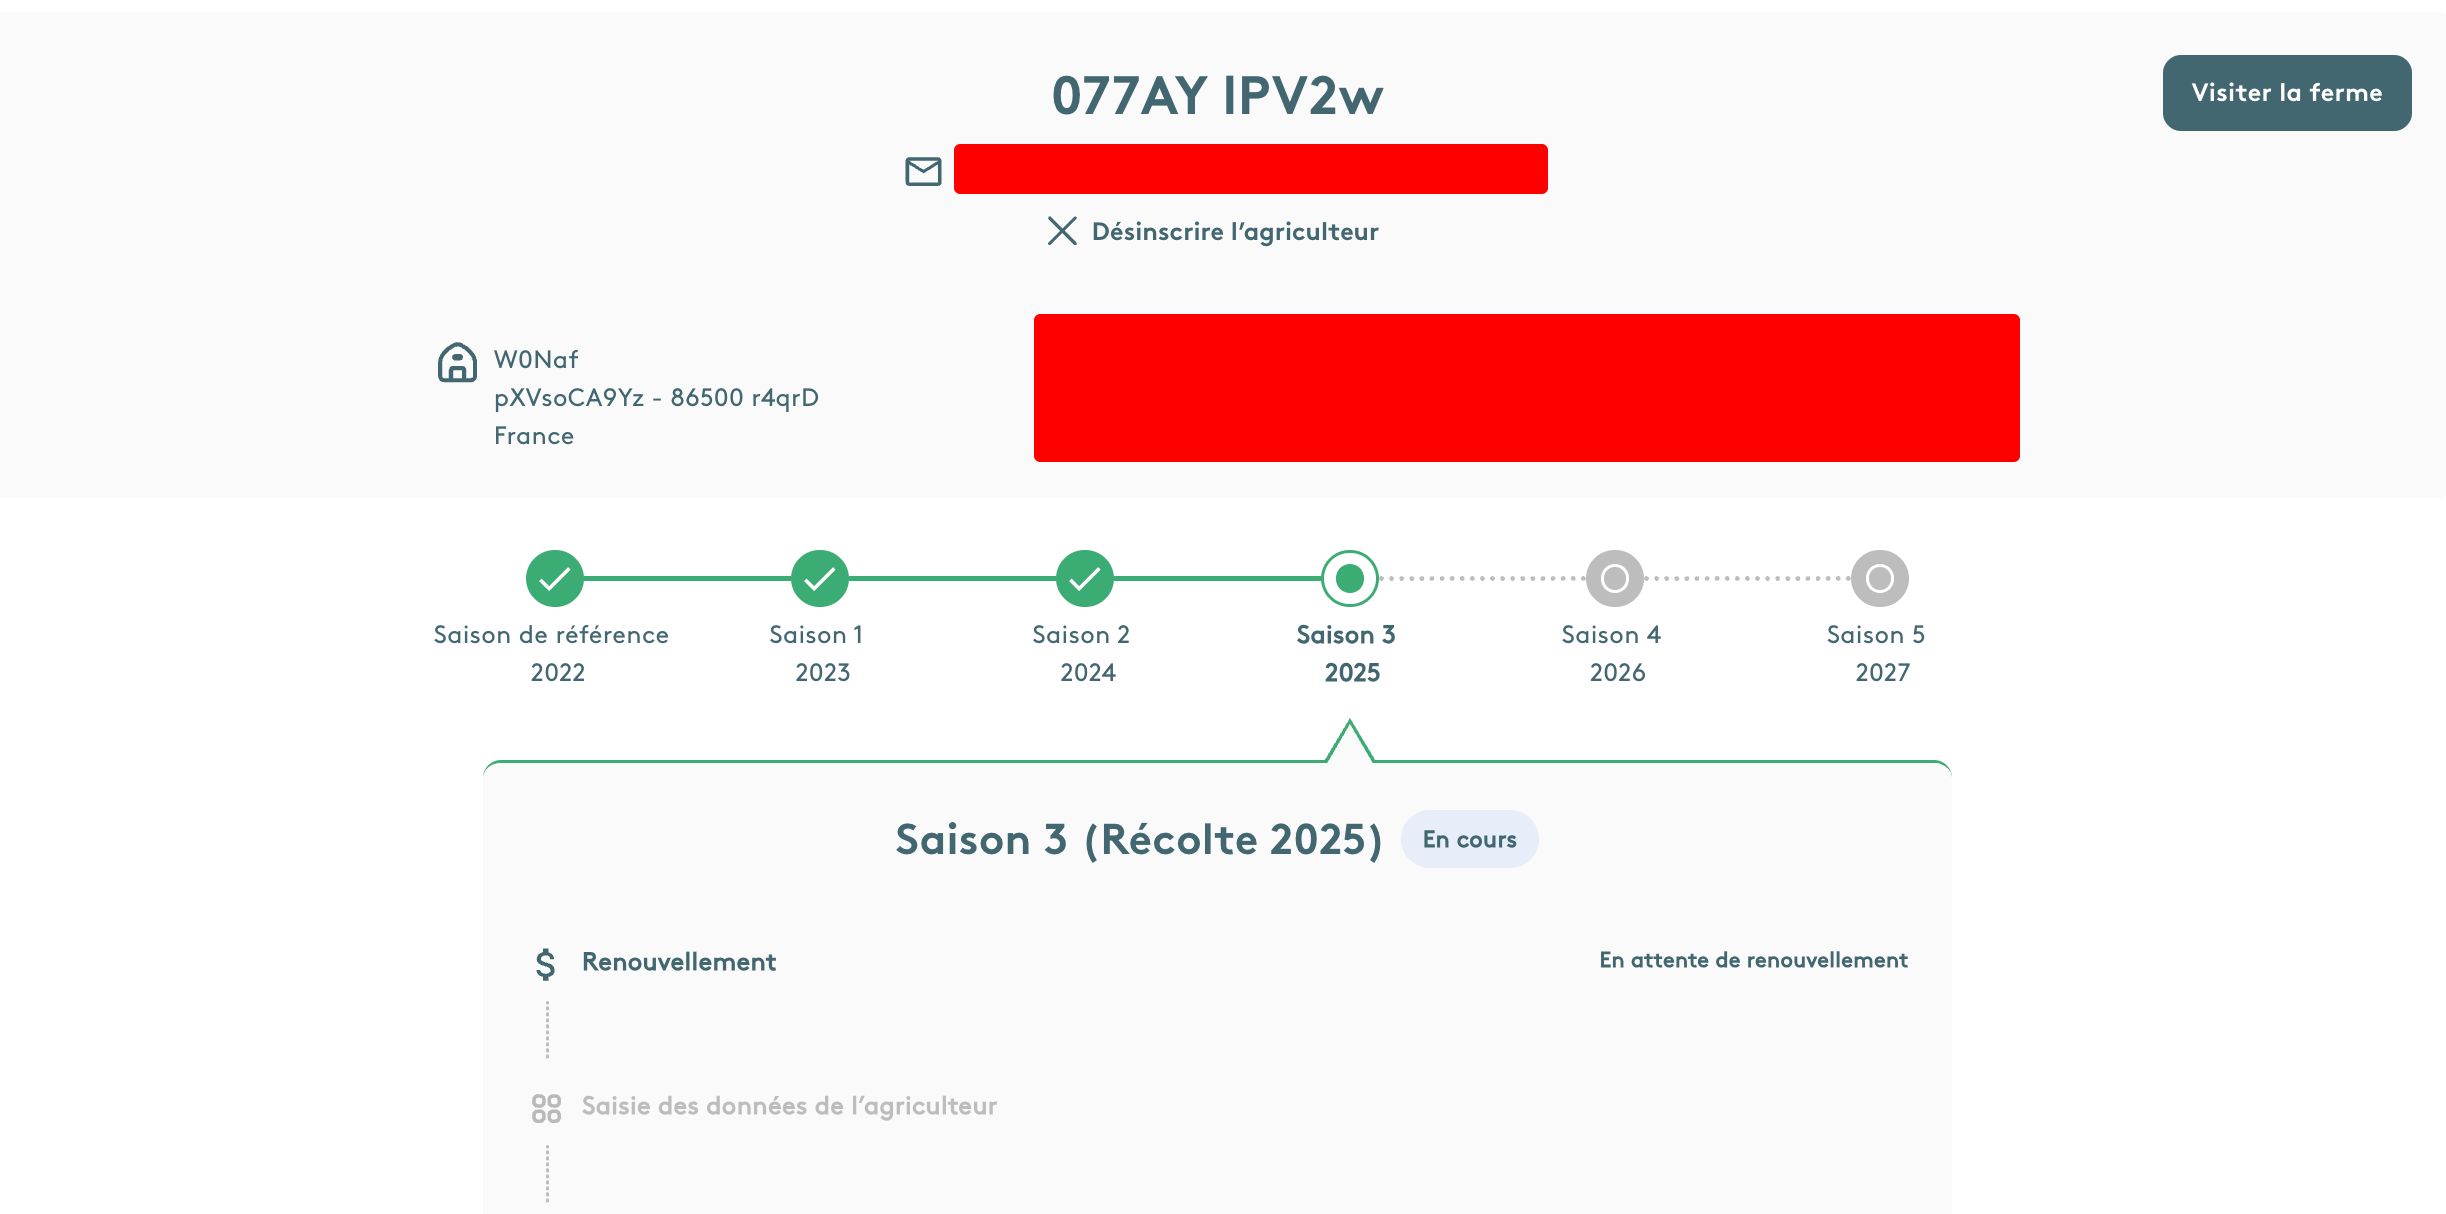 077AY IPV2w
Visiter la ferme
Désinscrire l’agriculteur
W0Naf
pXVsoCA9Yz - 86500 r4qrD
France
Saison de référence
2022
Saison 1
2023
Saison 2
2024
Saison 3
2025
Saison 4
2026
Saison 5
2027
Saison 3 (Récolte 2025)
En cours
Renouvellement
En attente de renouvellement
Saisie des données de l’agriculteur